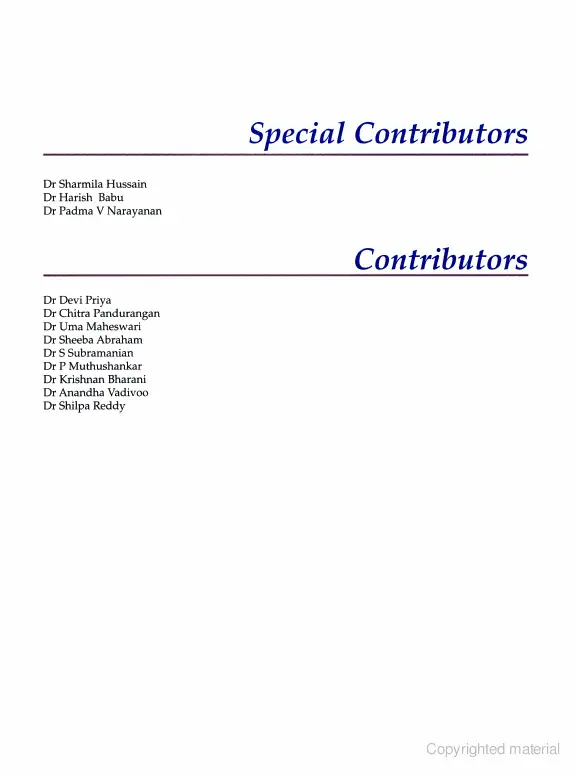 Special Contributors
Dr Sharmila Hussain
Dr Harish Babu
Dr Padma V Narayanan
Contributors
Dr Devi Priya
Dr Chitra Pandurangan
Dr Uma Maheswari
Dr Sheeba Abraham
Dr S Subramanian
Dr P Muthushankar
Dr Krishnan Bharani
Dr Anandha Vadivoo
Dr Shilpa Reddy
Copyrighted material